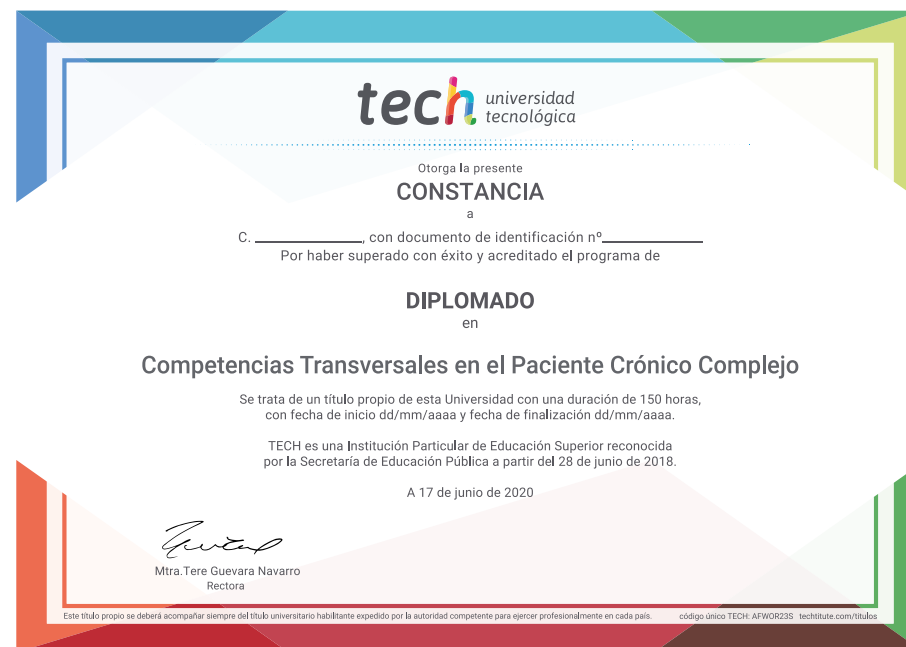 tech universidad
tecnológica
Otorga la presente
CONSTANCIA
a
C. ______________, con documento de identificación nº_____________
Por haber superado con éxito y acreditado el programa de
DIPLOMADO
en
Competencias Transversales en el Paciente Crónico Complejo
Se trata de un título propio de esta Universidad con una duración de 150 horas,
con fecha de inicio dd/mm/aaaa y fecha de finalización dd/mm/aaaa.
TECH es una Institución Particular de Educación Superior reconocida
por la Secretaría de Educación Pública a partir del 28 de junio de 2018.
A 17 de junio de 2020
Mtra.Tere Guevara Navarro
Rectora
Este título propio se deberá acompañar siempre del título universitario habilitante expedido por la autoridad competente para ejercer profesionalmente en cada país. código único TECH: AFWOR23S techtitute.com/titulos